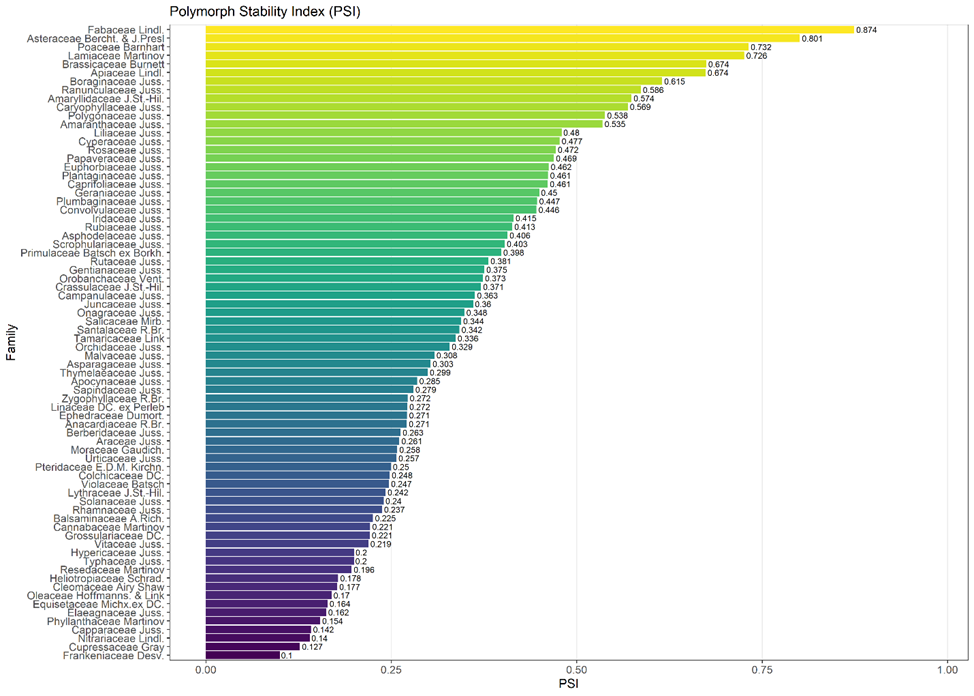 Polymorph Stability Index (PSI)
Family
Fabaceae Lindl. 0.874
Asteraceae Bercht. & J.Presl 0.801
Poaceae Barnhart 0.732
Lamiaceae Martinov 0.726
Brassicaceae Burnett 0.674
Apiaceae Lindl. 0.674
Boraginaceae Juss. 0.615
Ranunculaceae Juss. 0.586
Amaryllidaceae J.St.-Hil. 0.574
Caryophyllaceae Juss. 0.569
Polygonaceae Juss. 0.538
Amaranthaceae Juss. 0.535
Liliaceae Juss. 0.48
Cyperaceae Juss. 0.477
Rosaceae Juss. 0.472
Papaveraceae Juss. 0.469
Euphorbiaceae Juss. 0.462
Plantaginaceae Juss. 0.461
Caprifoliaceae Juss. 0.461
Geraniaceae Juss. 0.45
Plumbaginaceae Juss. 0.447
Convolvulaceae Juss. 0.446
Iridaceae Juss. 0.415
Rubiaceae Juss. 0.413
Asphodelaceae Juss. 0.406
Scrophulariaceae Juss. 0.403
Primulaceae Batsch ex Borkh. 0.398
Rutaceae Juss. 0.381
Gentianaceae Juss. 0.375
Orobanchaceae Vent. 0.373
Crassulaceae J.St.-Hil. 0.371
Campanulaceae Juss. 0.363
Juncaceae Juss. 0.36
Onagraceae Juss. 0.348
Salicaceae Mirb. 0.344
Santalaceae R.Br. 0.342
Tamaricaceae Link 0.336
Orchidaceae Juss. 0.329
Malvaceae Juss. 0.308
Asparagaceae Juss. 0.303
Thymelaeaceae Juss. 0.299
Apocynaceae Juss. 0.285
Sapindaceae Juss. 0.279
Zygophyllaceae R.Br. 0.272
Linaceae DC. ex Perleb 0.272
Ephedraceae Dumort. 0.271
Anacardiaceae R.Br. 0.271
Berberidaceae Juss. 0.263
Araceae Juss. 0.261
Moraceae Gaudich. 0.258
Urticaceae Juss. 0.257
Pteridaceae E.D.M. Kirchn. 0.25
Colchicaceae DC. 0.248
Violaceae Batsch 0.247
Lythraceae J.St.-Hil. 0.242
Solanaceae Juss. 0.24
Rhamnaceae Juss. 0.237
Balsaminaceae A.Rich. 0.225
Cannabaceae Martinov 0.221
Grossulariaceae DC. 0.221
Vitaceae Juss. 0.219
Hypericaceae Juss. 0.2
Typhaceae Juss. 0.2
Resedaceae Martinov 0.196
Heliotropiaceae Schrad. 0.178
Cleomaceae Airy Shaw 0.177
Oleaceae Hoffmanns. & Link 0.17
Equisetaceae Michx.ex DC. 0.164
Elaeagnaceae Juss. 0.162
Phyllanthaceae Martinov 0.154
Capparaceae Juss. 0.142
Nitrariaceae Lindl. 0.14
Cupressaceae Gray 0.127
Frankeniaceae Desv. 0.1
0.00 0.25 0.50 0.75 1.00
PSI